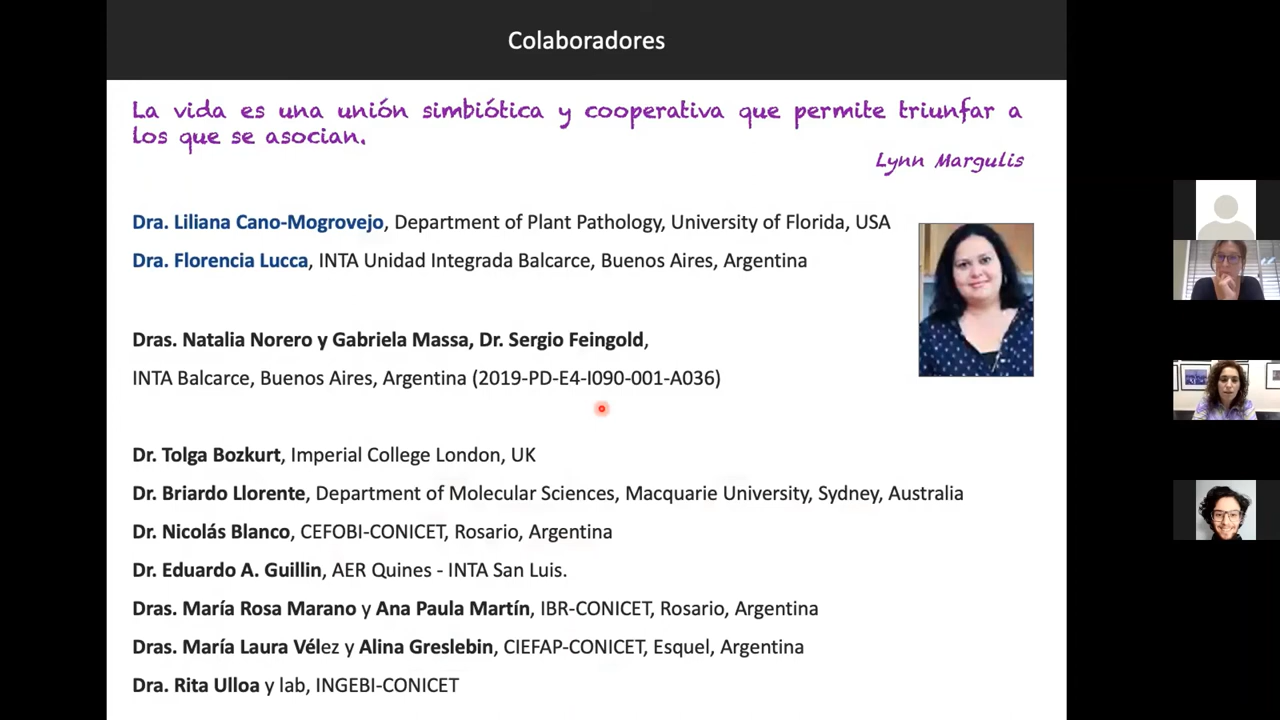 Colaboradores
La vida es una unión simbiótica y cooperativa que permite triunfar a
los que se asocian.
Lynn Margulis
Dra. Liliana Cano-Mogrovejo, Department of Plant Pathology, University of Florida, USA
Dra. Florencia Lucca, INTA Unidad Integrada Balcarce, Buenos Aires, Argentina
Dras. Natalia Norero y Gabriela Massa, Dr. Sergio Feingold,
INTA Balcarce, Buenos Aires, Argentina (2019-PD-E4-I090-001-A036)
Dr. Tolga Bozkurt, Imperial College London, UK
Dr. Briardo Llorente, Department of Molecular Sciences, Macquarie University, Sydney, Australia
Dr. Nicolás Blanco, CEFOBI-CONICET, Rosario, Argentina
Dr. Eduardo A. Guillin, AER Quines - INTA San Luis.
Dras. María Rosa Marano y Ana Paula Martín, IBR-CONICET, Rosario, Argentina
Dras. María Laura Vélez y Alina Greslebin, CIEFAP-CONICET, Esquel, Argentina
Dra. Rita Ulloa y lab, INGEBI-CONICET